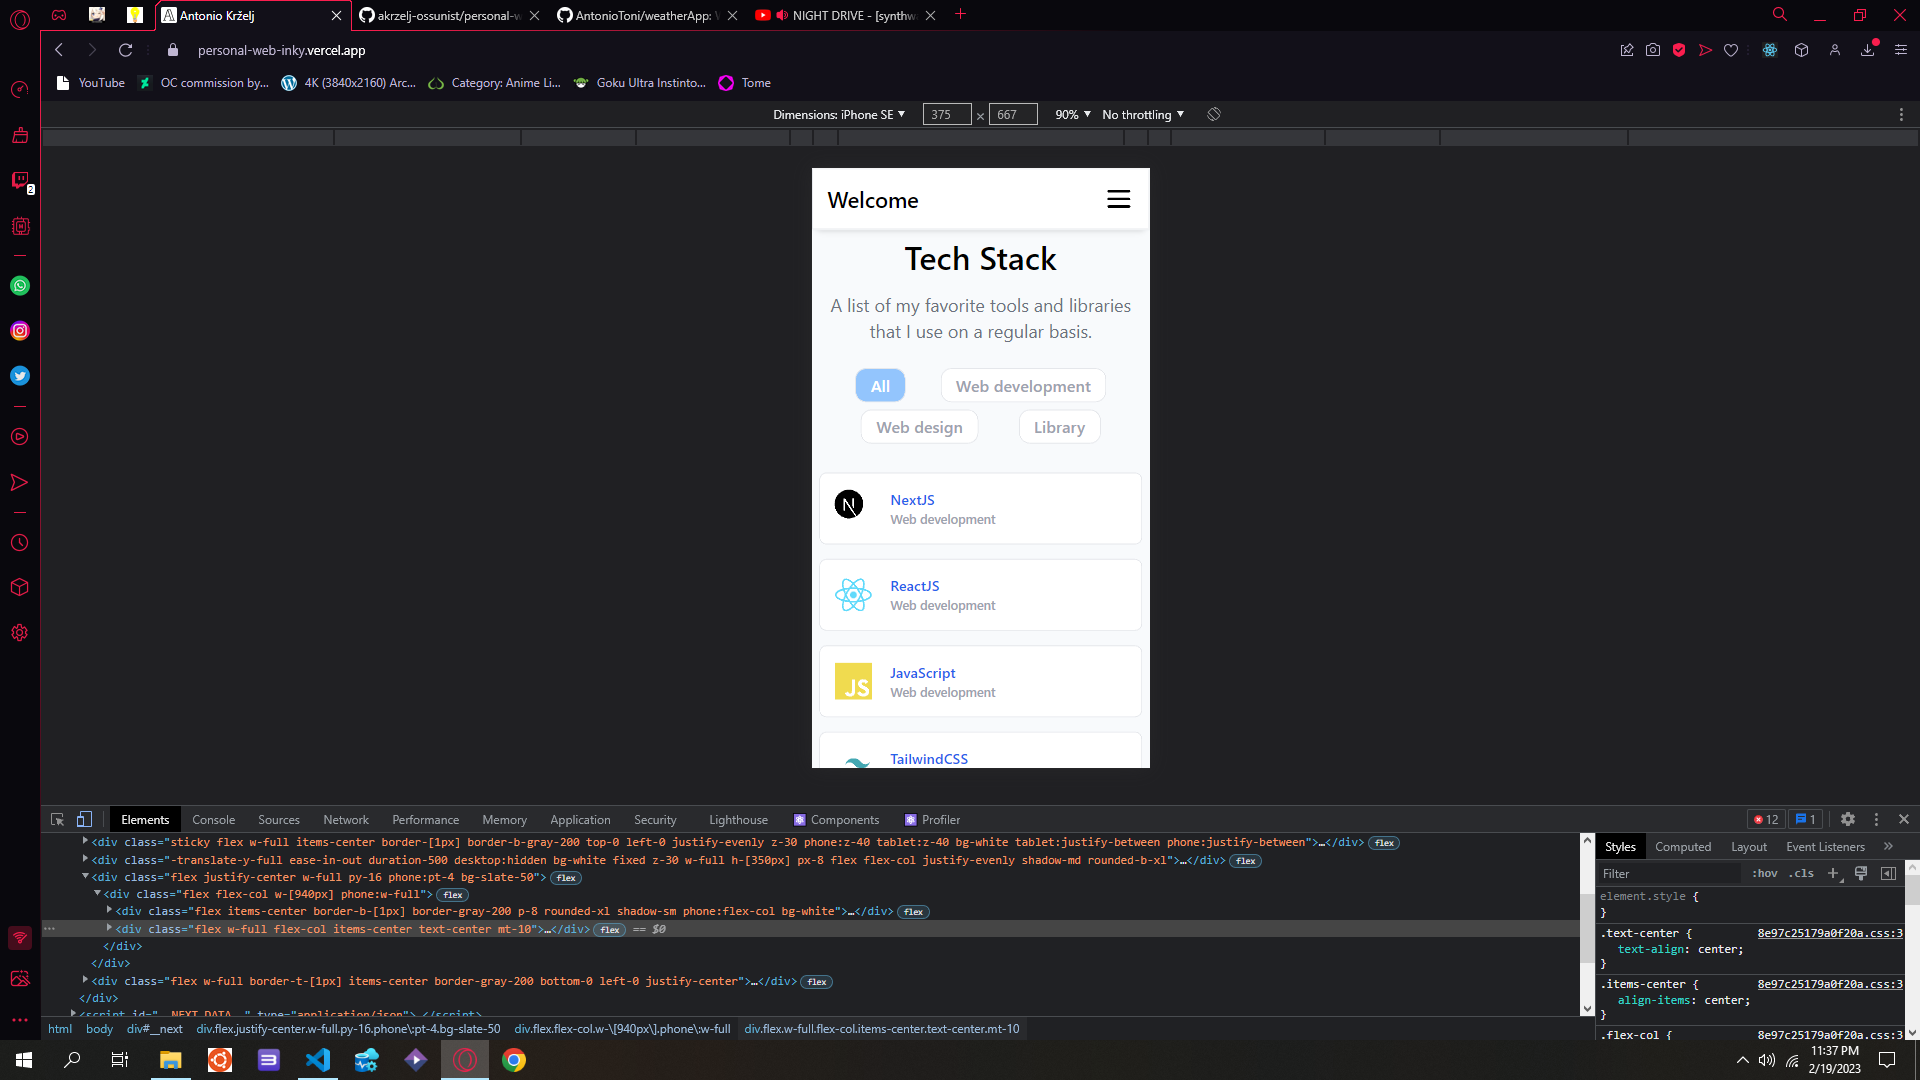 Antonio Krželj
akrzelj-ossunist/personal-w
AntonioToni/weatherApp: W
NIGHT DRIVE - [synthw
personal-web-inky.vercel.app
YouTube
OC commission by...
4K (3840x2160) Arc...
Category: Anime Li...
Goku Ultra Instinto...
Tome
Dimensions: iPhone SE
375 × 667
90%
No throttling
2
Welcome
Tech Stack
A list of my favorite tools and libraries
that I use on a regular basis.
All
Web development
Web design
Library
NextJS
Web development
ReactJS
Web development
JS
JavaScript
Web development
TailwindCSS
Elements Console Sources Network Performance Memory Application Security Lighthouse Components Profiler
12
1
<div class="sticky flex w-full items-center border-[1px] border-b-gray-200 top-0 left-0 justify-evenly z-30 phone:z-40 tablet:z-40 bg-white tablet:justify-between phone:justify-between">…</div> flex
<div class="-translate-y-full ease-in-out duration-500 desktop:hidden bg-white fixed z-30 w-full h-[350px] px-8 flex flex-col justify-evenly shadow-md rounded-b-xl">…</div> flex
<div class="flex justify-center w-full py-16 phone:pt-4 bg-slate-50"> flex
<div class="flex flex-col w-[940px] phone:w-full"> flex
<div class="flex items-center border-b-[1px] border-gray-200 p-8 rounded-xl shadow-sm phone:flex-col bg-white">…</div> flex
<div class="flex w-full flex-col items-center text-center mt-10">…</div> flex == $0
</div>
</div>
<div class="flex w-full border-t-[1px] items-center border-gray-200 bottom-0 left-0 justify-center">…</div> flex
</div>
<script id="__NEXT_DATA__" type="application/json">…</script>
html body div#__next div.flex.justify-center.w-full.py-16.phone\:pt-4.bg-slate-50 div.flex.flex-col.w-\[940px\].phone\:w-full div.flex.w-full.flex-col.items-center.text-center.mt-10
Styles Computed Layout Event Listeners »
Filter :hov .cls +
element.style {
}
.text-center { 8e97c25179a0f20a.css:3
text-align: center;
}
.items-center { 8e97c25179a0f20a.css:3
align-items: center;
}
.flex-col { 8e97c25179a0f20a.css:3
11:37 PM
2/19/2023